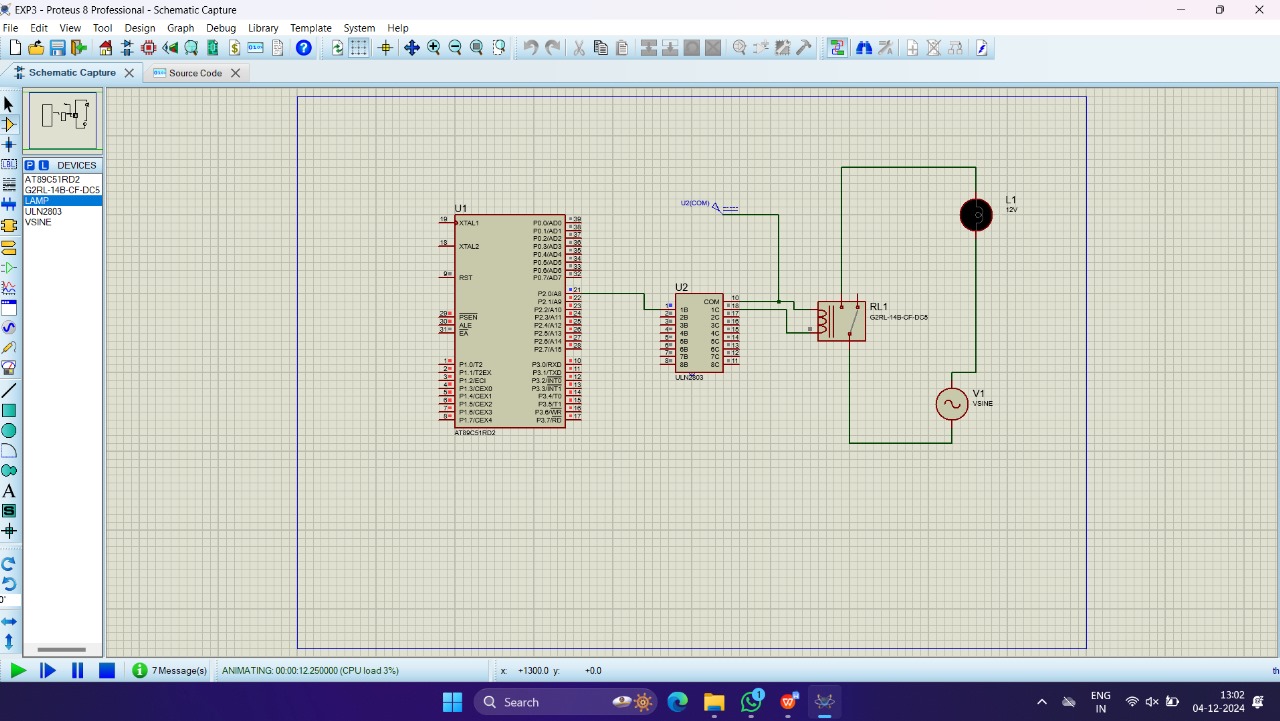 EXP3 - Proteus 8 Professional - Schematic Capture
File Edit View Tool Design Graph Debug Library Template System Help
Schematic Capture Source Code
P L DEVICES
AT89C51RD2
G2RL-14B-CF-DC5
LAMP
ULN2803
VSINE
U1
19 XTAL1
18 XTAL2
9 RST
29 PSEN
30 ALE
31 EA
1 P1.0/T2
2 P1.1/T2EX
3 P1.2/ECI
4 P1.3/CEX0
5 P1.4/CEX1
6 P1.5/CEX2
7 P1.6/CEX3
8 P1.7/CEX4
P0.0/AD0 39
P0.1/AD1 38
P0.2/AD2 37
P0.3/AD3 36
P0.4/AD4 35
P0.5/AD5 34
P0.6/AD6 33
P0.7/AD7 32
P2.0/A8 21
P2.1/A9 22
P2.2/A10 23
P2.3/A11 24
P2.4/A12 25
P2.5/A13 26
P2.6/A14 27
P2.7/A15 28
P3.0/RXD 10
P3.1/TXD 11
P3.2/INT0 12
P3.3/INT1 13
P3.4/T0 14
P3.5/T1 15
P3.6/WR 16
P3.7/RD 17
AT89C51RD2
U2(COM)
U2
COM 10
1 1B 1C 18
2 2B 2C 17
3 3B 3C 16
4 4B 4C 15
5 5B 5C 14
6 6B 6C 13
7 7B 7C 12
8 8B 8C 11
ULN2803
RL1
G2RL-14B-CF-DC5
L1
12V
V1
VSINE
7 Message(s) ANIMATING: 00:00:12.250000 (CPU load 3%) x: +1300.0 y: +0.0 th
Search
1
ENG
IN
13:02
04-12-2024